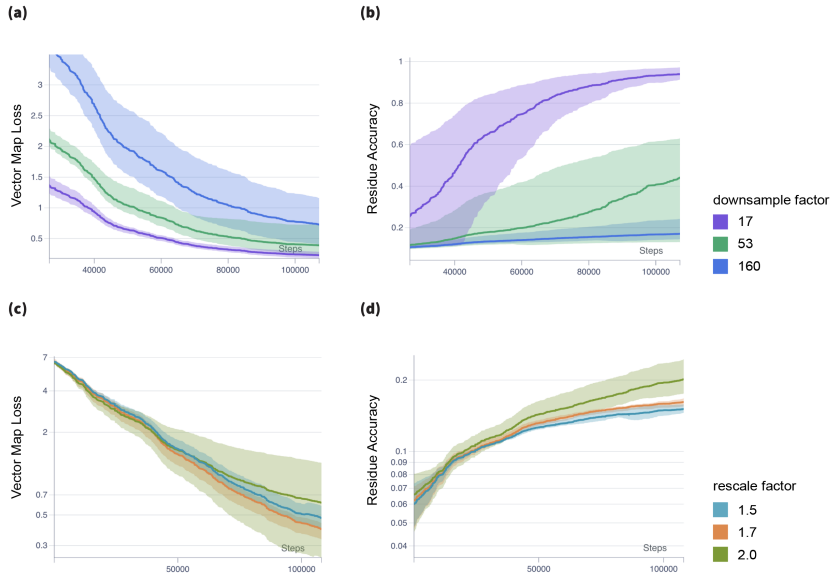 (a)
Vector Map Loss
3
2.5
2
1.5
1
0.5
Steps
40000 60000 80000 100000
(b)
Residue Accuracy
1
0.8
0.6
0.4
0.2
Steps
40000 60000 80000 100000
downsample factor
17
53
160
(c)
Vector Map Loss
7
4
2
0.7
0.5
0.3
Steps
50000 100000
(d)
Residue Accuracy
0.2
0.1
0.09
0.08
0.07
0.06
0.05
0.04
Steps
50000 100000
rescale factor
1.5
1.7
2.0